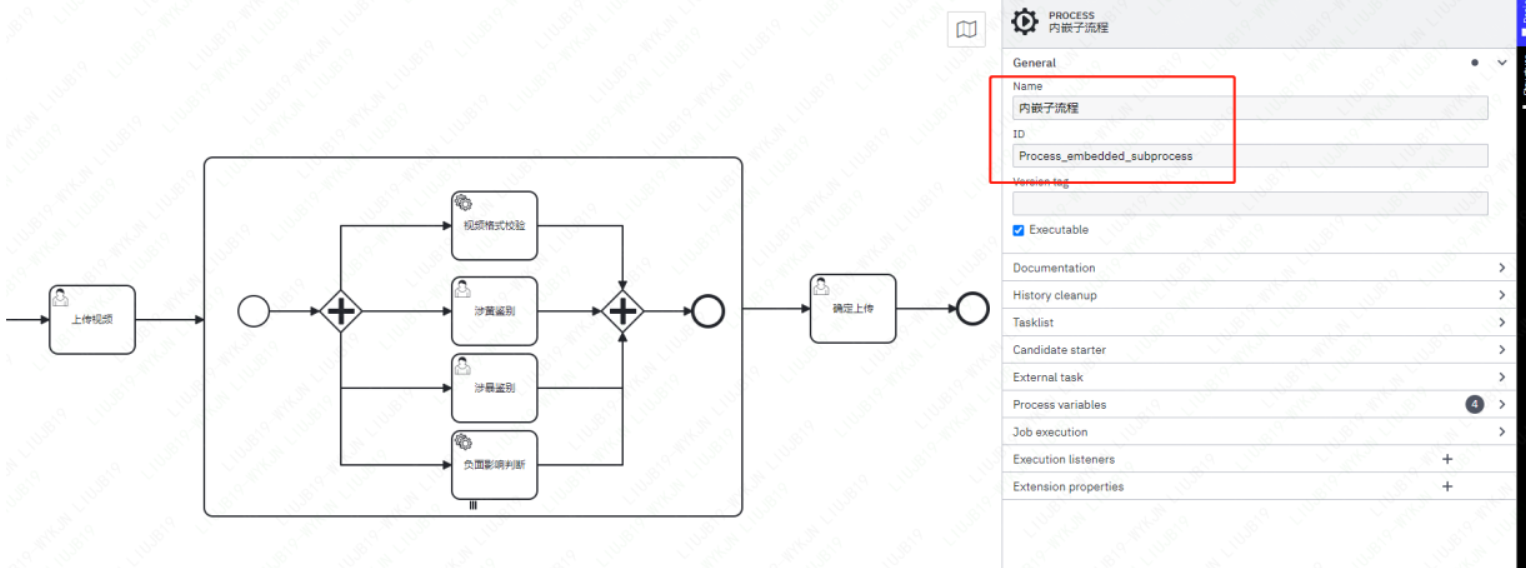 PROCESS
内嵌子流程
General
Name
内嵌子流程
ID
Process_embedded_subprocess
Version tag
Executable
Documentation
History cleanup
Tasklist
Candidate starter
External task
Process variables
4
Job execution
Execution listeners
Extension properties
上传视频
视频格式校验
涉黄鉴别
涉暴鉴别
负面影响判断
确定上传